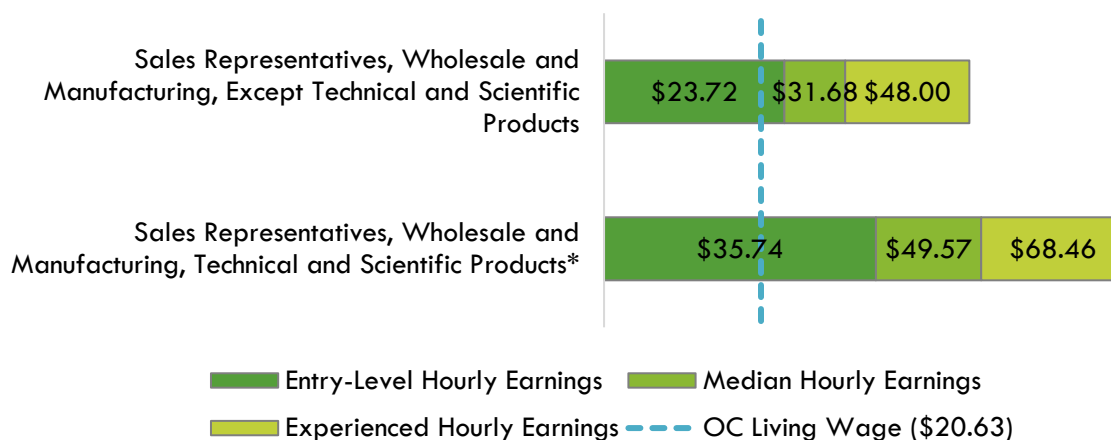 Sales Representatives, Wholesale and
Manufacturing, Except Technical and Scientific
Products
$23.72 $31.68 $48.00
Sales Representatives, Wholesale and
Manufacturing, Technical and Scientific Products*
$35.74 $49.57 $68.46
Entry-Level Hourly Earnings Median Hourly Earnings
Experienced Hourly Earnings OC Living Wage ($20.63)